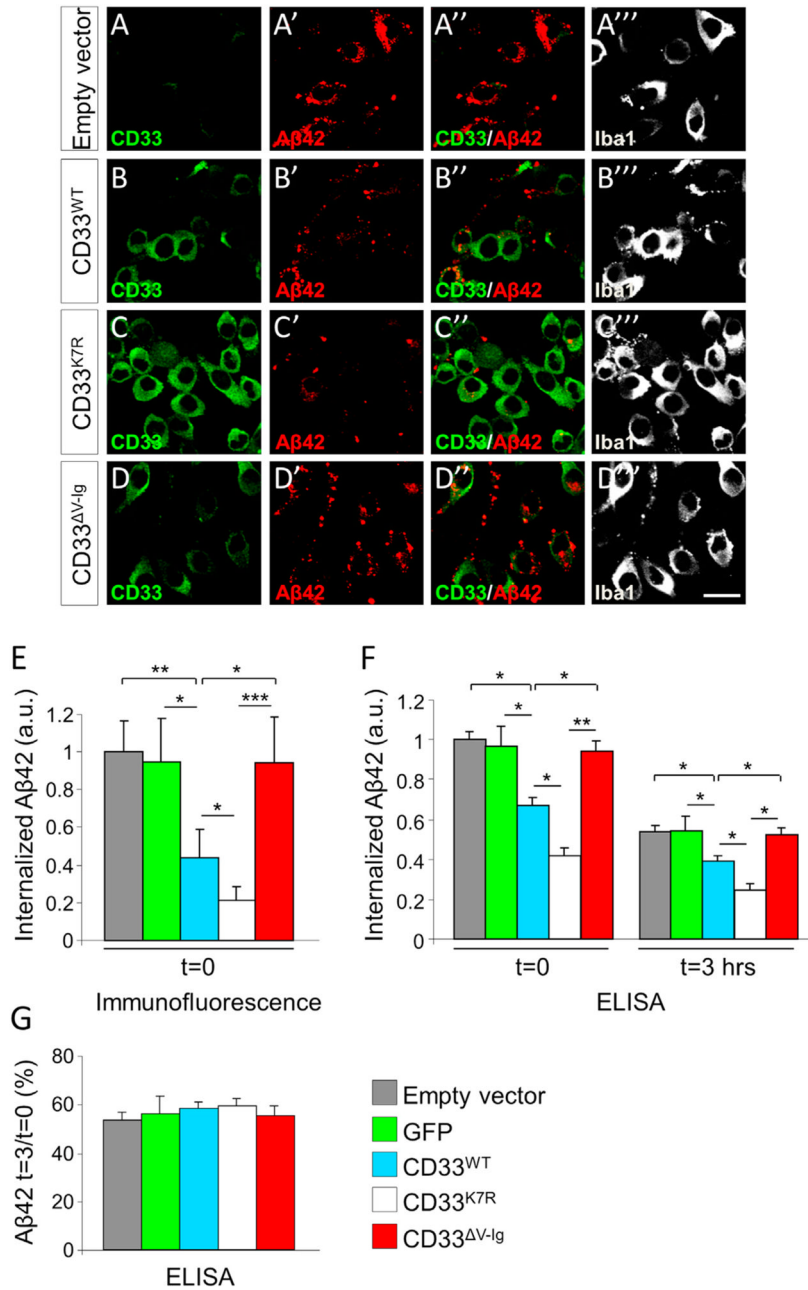 Empty vector
A
CD33
A'
Aβ42
A''
CD33/Aβ42
A'''
Iba1
CD33WT
B
CD33
B'
Aβ42
B''
CD33/Aβ42
B'''
Iba1
CD33K7R
C
CD33
C'
Aβ42
C''
CD33/Aβ42
C'''
Iba1
CD33ΔV-Ig
D
CD33
D'
Aβ42
D''
CD33/Aβ42
D'''
Iba1
E
Internalized Aβ42 (a.u.)
1.2
1
0.8
0.6
0.4
0.2
0
** *
* ***
*
t=0
Immunofluorescence
F
Internalized Aβ42 (a.u.)
1.2
1
0.8
0.6
0.4
0.2
0
* *
* **
*
* *
* *
*
t=0 t=3 hrs
ELISA
G
Aβ42 t=3/t=0 (%)
80
60
40
20
0
ELISA
Empty vector
GFP
CD33WT
CD33K7R
CD33ΔV-Ig